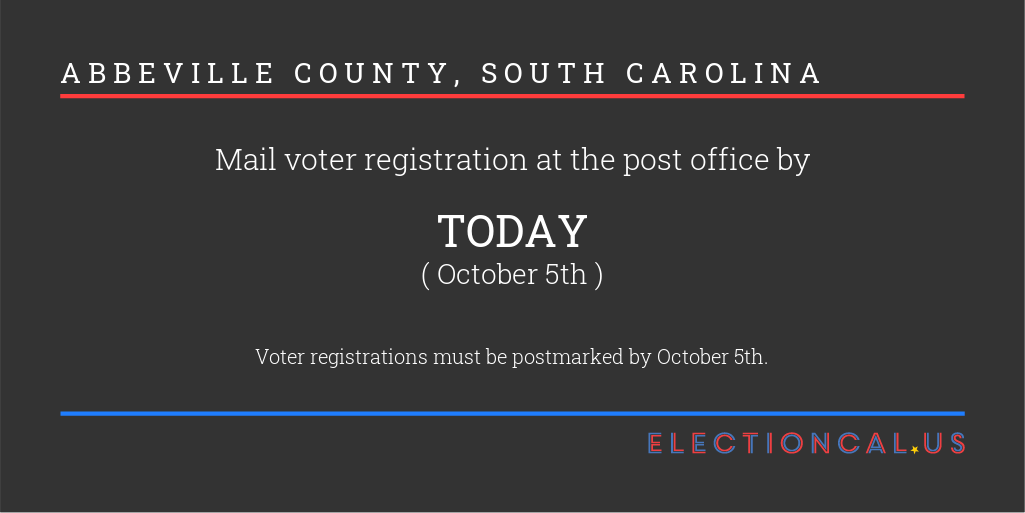 ABBEVILLE COUNTY, SOUTH CAROLINA
Mail voter registration at the post office by
TODAY
( October 5th )
Voter registrations must be postmarked by October 5th.
ELECTIONCAL.US